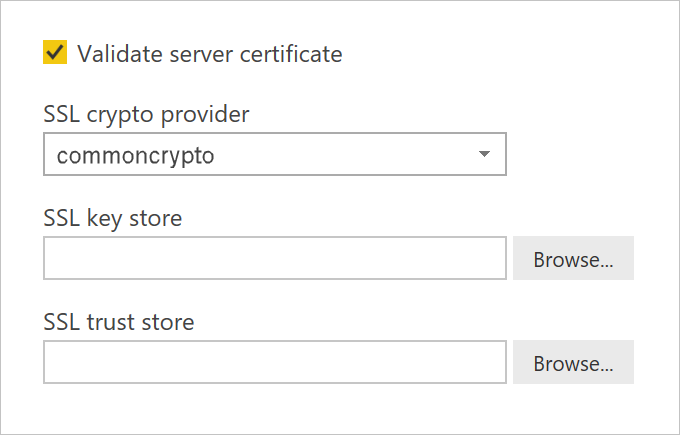 Validate server certificate
SSL crypto provider
commoncrypto
SSL key store
Browse...
SSL trust store
Browse...